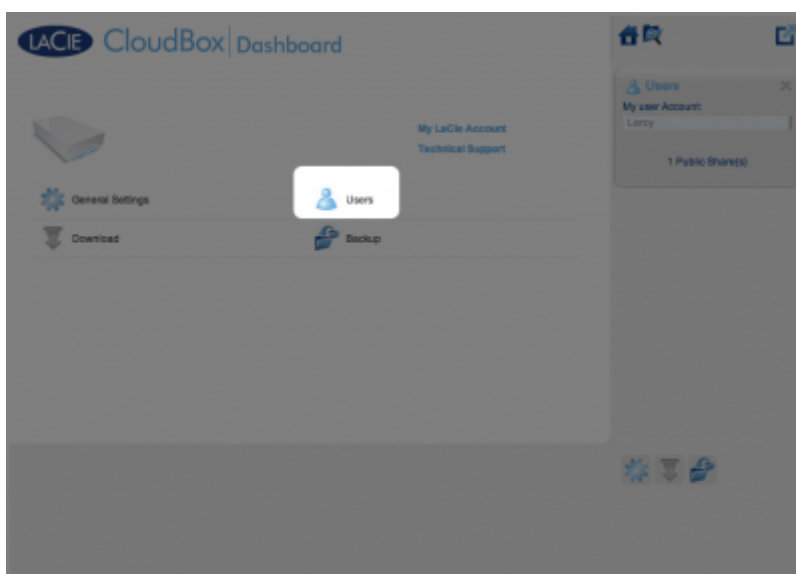 LACIE CloudBox Dashboard
My LaCie Account
Technical Support
General Settings
Users
Download
Backup
Users
My user Account:
Leroy
1 Public Share(s)